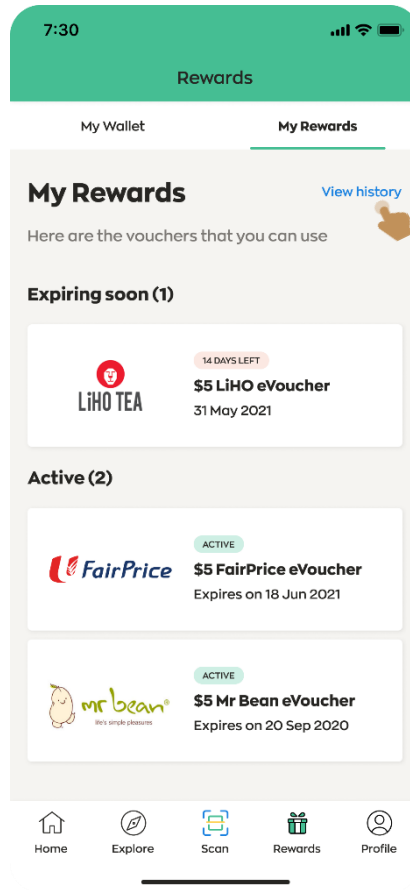 7:30
Rewards
My Wallet
My Rewards
My Rewards
View history
Here are the vouchers that you can use
Expiring soon (1)
14 DAYS LEFT
LiHO TEA
$5 LiHO eVoucher
31 May 2021
Active (2)
ACTIVE
FairPrice
$5 FairPrice eVoucher
Expires on 18 Jun 2021
ACTIVE
mr bean®
life's simple pleasures
$5 Mr Bean eVoucher
Expires on 20 Sep 2020
Home
Explore
Scan
Rewards
Profile